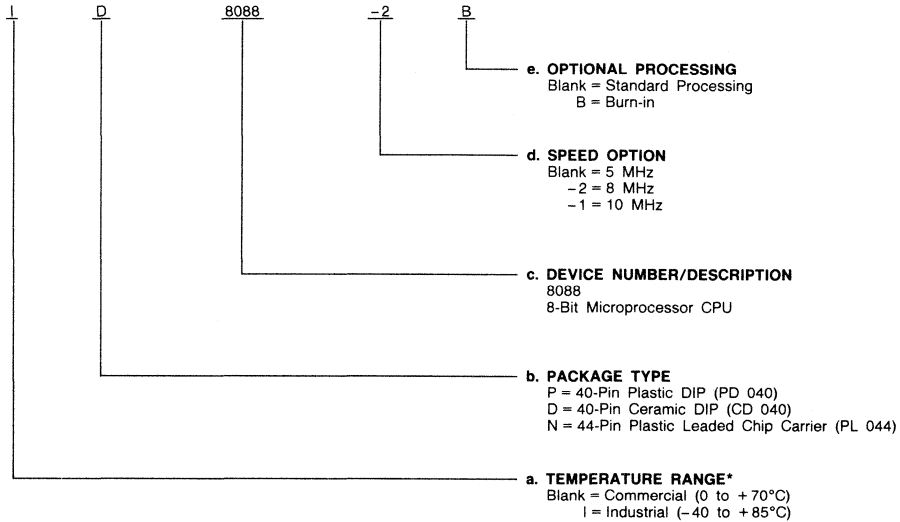 I D 8088 -2 B
e. OPTIONAL PROCESSING
Blank = Standard Processing
B = Burn-in
d. SPEED OPTION
Blank = 5 MHz
-2 = 8 MHz
-1 = 10 MHz
c. DEVICE NUMBER/DESCRIPTION
8088
8-Bit Microprocessor CPU
b. PACKAGE TYPE
P = 40-Pin Plastic DIP (PD 040)
D = 40-Pin Ceramic DIP (CD 040)
N = 44-Pin Plastic Leaded Chip Carrier (PL 044)
a. TEMPERATURE RANGE*
Blank = Commercial (0 to +70°C)
I = Industrial (-40 to +85°C)